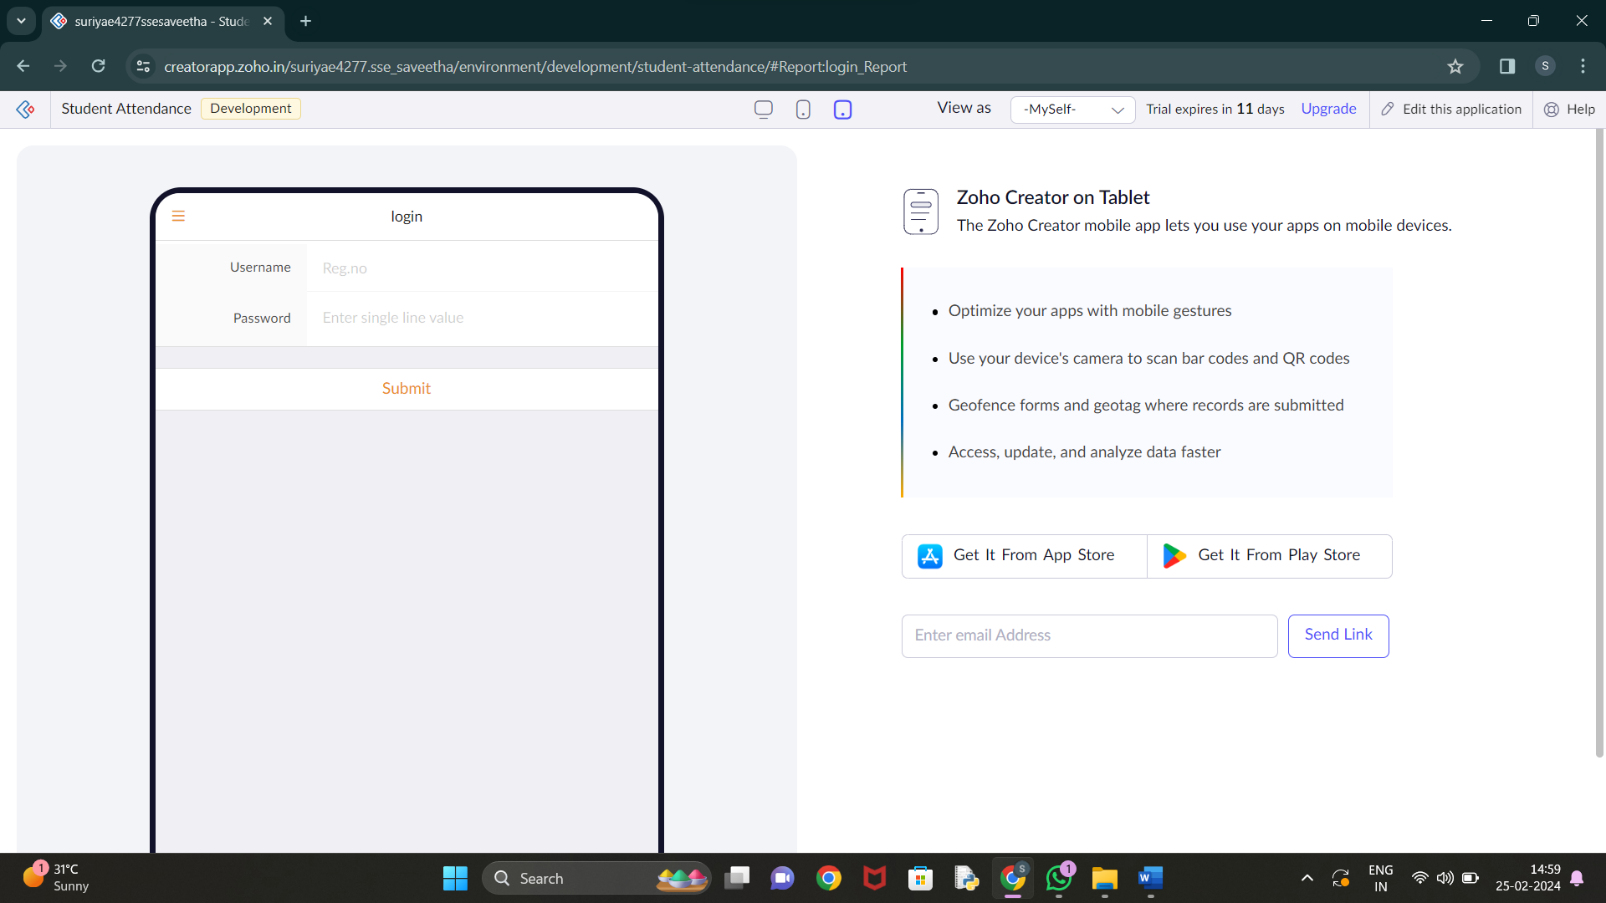 suriyae4277ssesaveetha - Stude
creatorapp.zoho.in/suriyae4277.sse_saveetha/environment/development/student-attendance/#Report:login_Report
S
Student Attendance Development
View as -MySelf- Trial expires in 11 days Upgrade Edit this application Help
login
Username Reg.no
Password Enter single line value
Submit
Zoho Creator on Tablet
The Zoho Creator mobile app lets you use your apps on mobile devices.
• Optimize your apps with mobile gestures
• Use your device's camera to scan bar codes and QR codes
• Geofence forms and geotag where records are submitted
• Access, update, and analyze data faster
Get It From App Store Get It From Play Store
Enter email Address Send Link
1
31°C
Sunny
Search
S
1
W
ENG
IN
14:59
25-02-2024